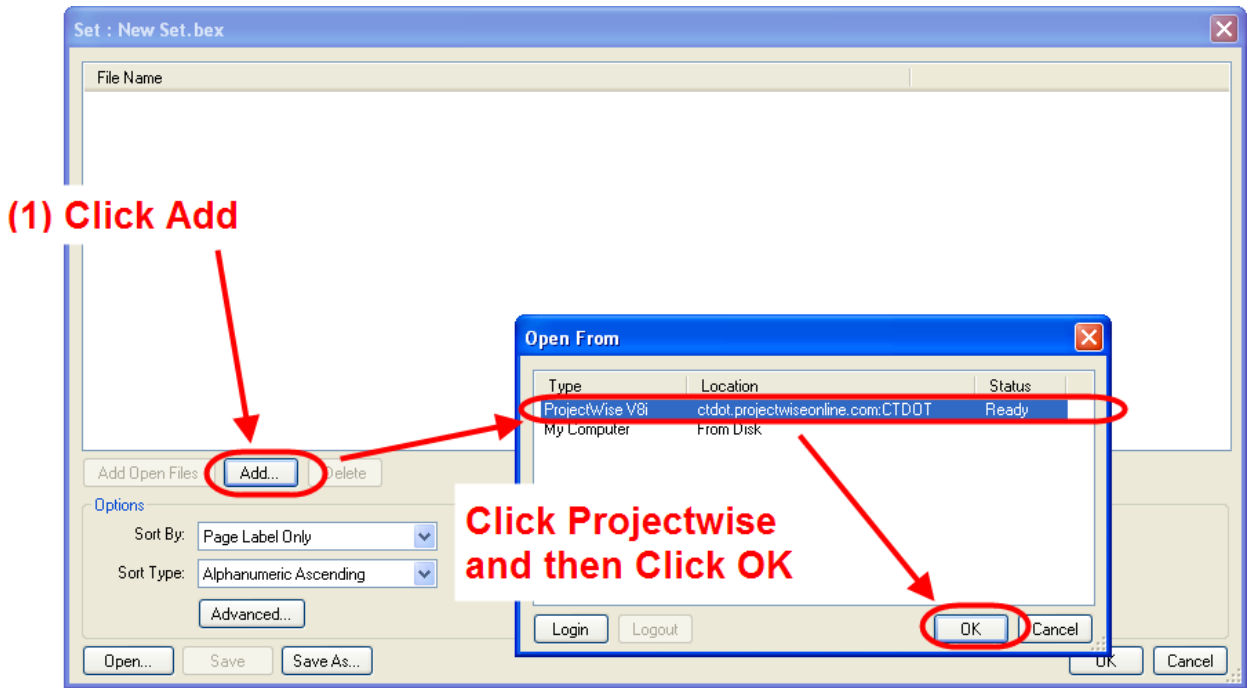 Set : New Set.bex
File Name
(1) Click Add
Open From
Type Location Status
ProjectWise V8i ctdot.projectwiseonline.com:CTDOT Ready
My Computer From Disk
Add Open Files Add... Delete
Options
Sort By: Page Label Only
Sort Type: Alphanumeric Ascending
Advanced...
Click Projectwise
and then Click OK
Login Logout OK Cancel
Open... Save Save As... OK Cancel